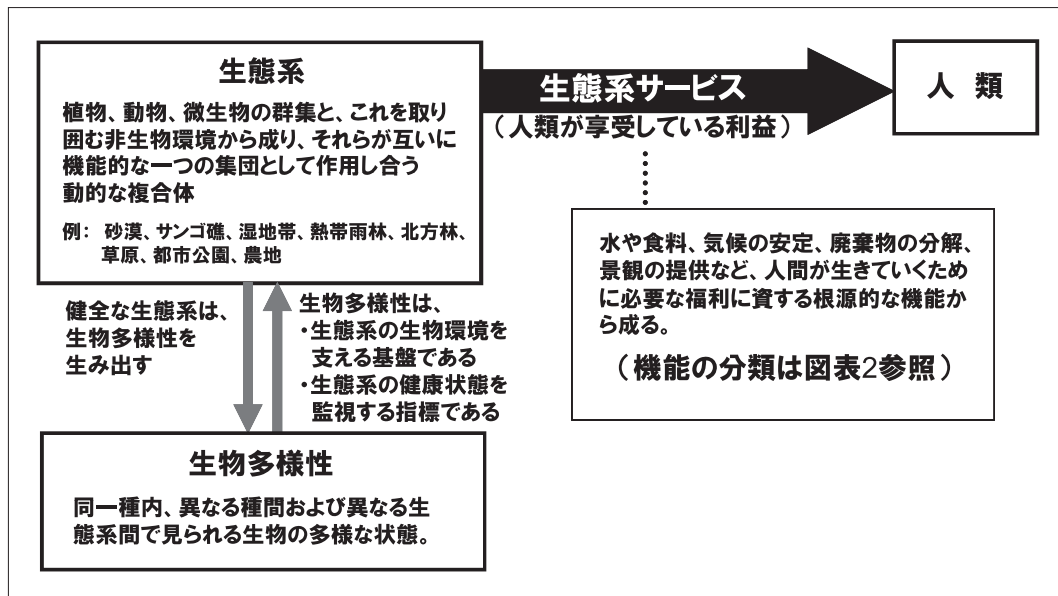 生態系
植物、動物、微生物の群集と、これを取り
囲む非生物環境から成り、それらが互いに
機能的な一つの集団として作用し合う
動的な複合体
例： 砂漠、サンゴ礁、湿地帯、熱帯雨林、北方林、
草原、都市公園、農地
生態系サービス
（人類が享受している利益）
人 類
水や食料、気候の安定、廃棄物の分解、
景観の提供など、人間が生きていくため
に必要な福利に資する根源的な機能か
ら成る。
（機能の分類は図表2参照）
健全な生態系は、
生物多様性を
生み出す
生物多様性は、
・生態系の生物環境を
支える基盤である
・生態系の健康状態を
監視する指標である
生物多様性
同一種内、異なる種間および異なる生
態系間で見られる生物の多様な状態。